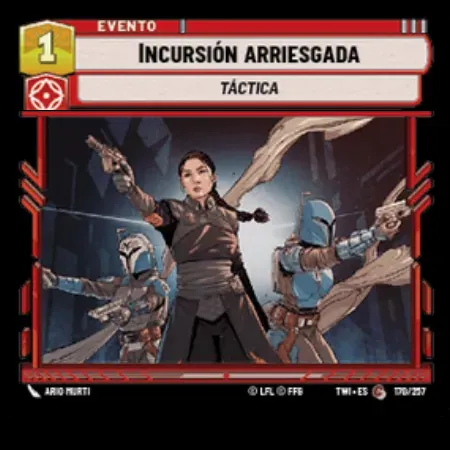 EVENTO
1
INCURSIÓN ARRIESGADA
TÁCTICA
ARIO MURTI
© LFL © FFG
TWI • ES C 170/257